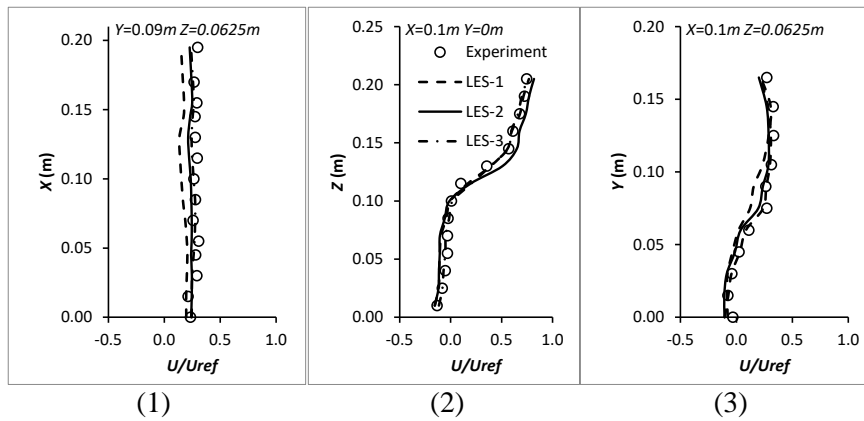 Y=0.09m Z=0.0625m
0.20
0.15
0.10
0.05
0.00
X (m)
-0.5 0.0 0.5 1.0
U/Uref
(1)
X=0.1m Y=0m
0.25
0.20
0.15
0.10
0.05
0.00
Z (m)
Experiment
LES-1
LES-2
LES-3
-0.5 0.0 0.5 1.0
U/Uref
(2)
X=0.1m Z=0.0625m
0.20
0.15
0.10
0.05
0.00
Y (m)
-0.5 0.0 0.5 1.0
U/Uref
(3)